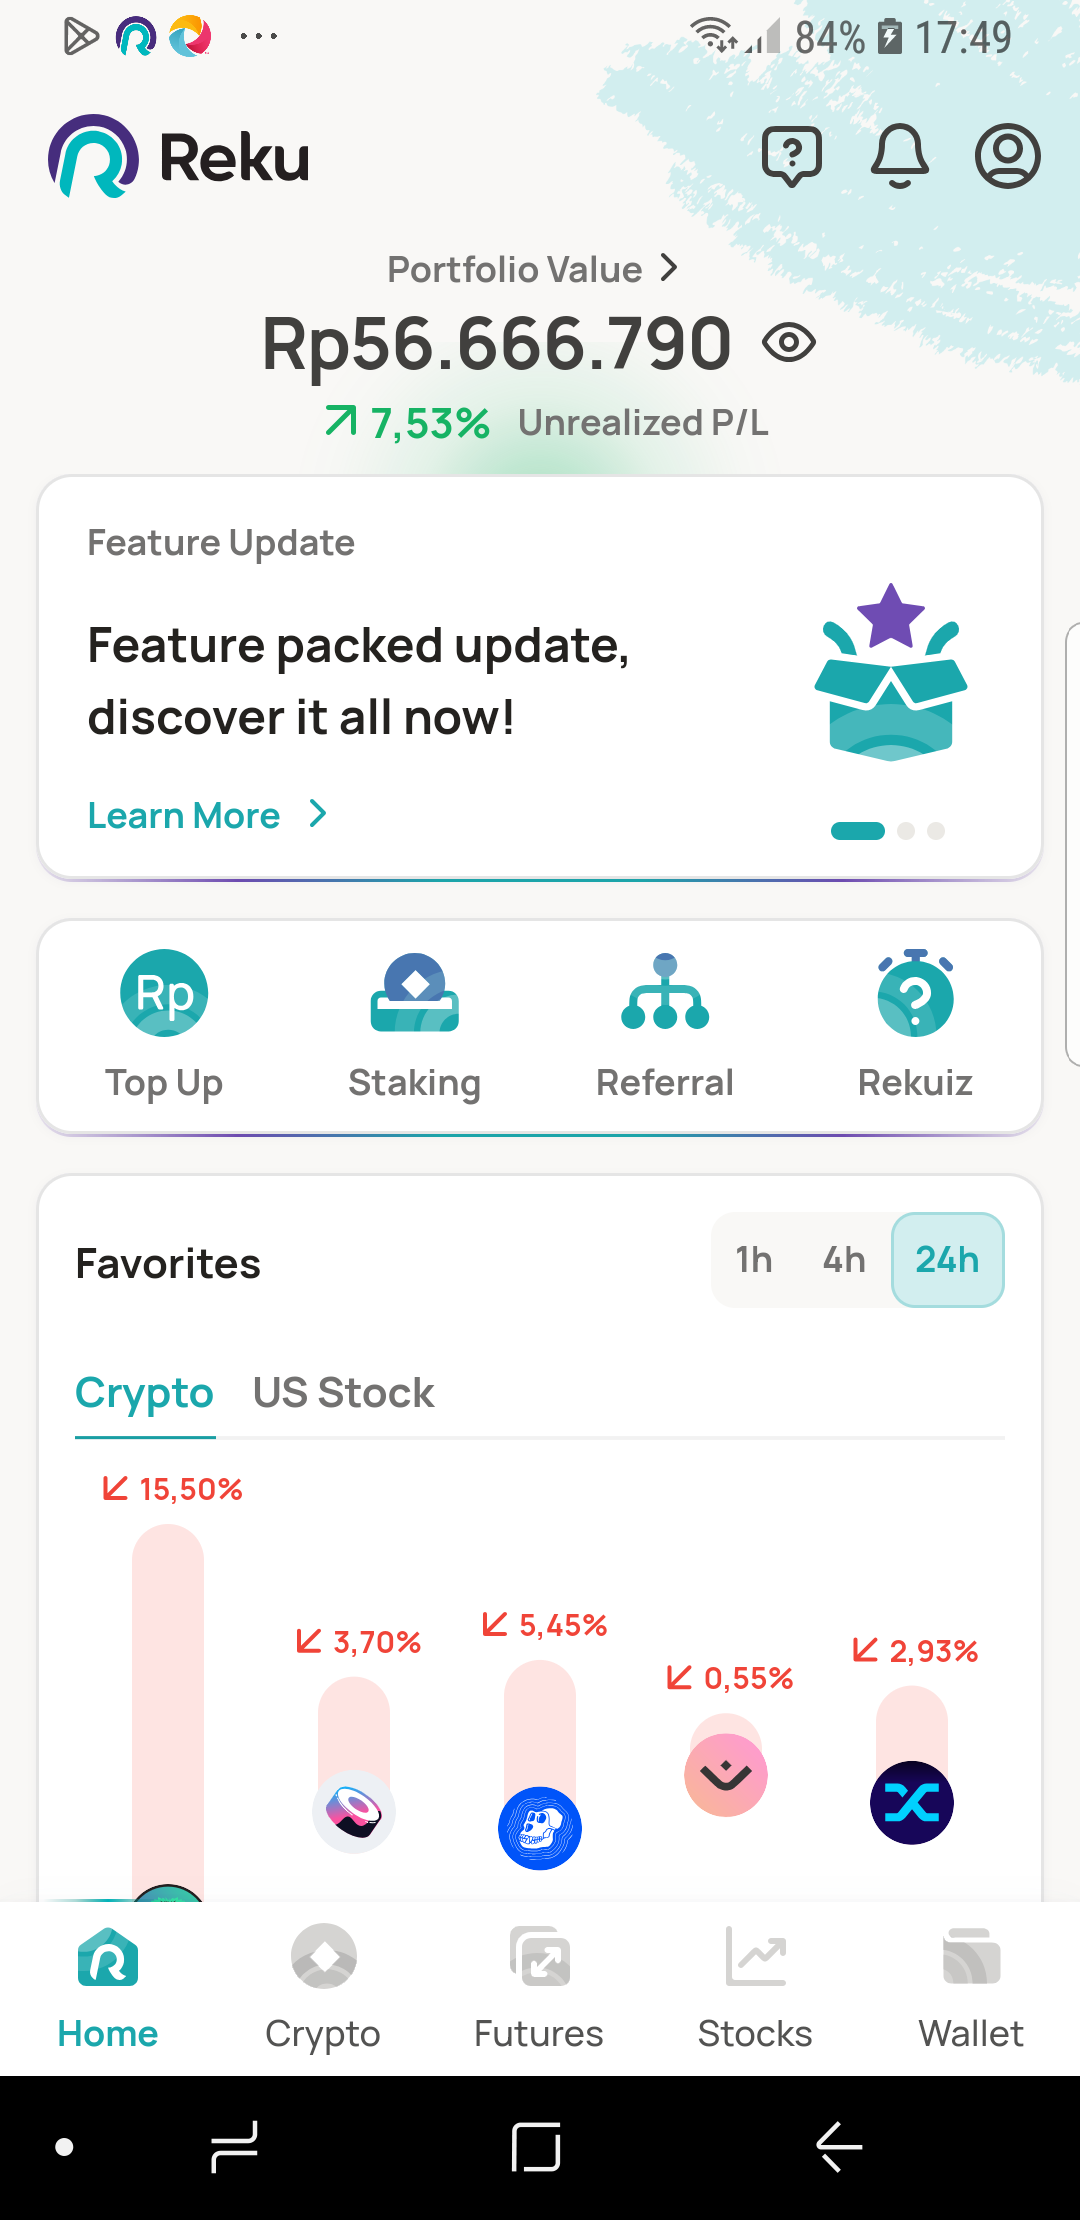 84% 17:49
Reku
Portfolio Value
Rp56.666.790
7,53% Unrealized P/L
Feature Update
Feature packed update,
discover it all now!
Learn More
Rp
Top Up Staking Referral Rekuiz
Favorites 1h 4h 24h
Crypto US Stock
15,50%
5,45%
3,70%
2,93%
0,55%
Home Crypto Futures Stocks Wallet